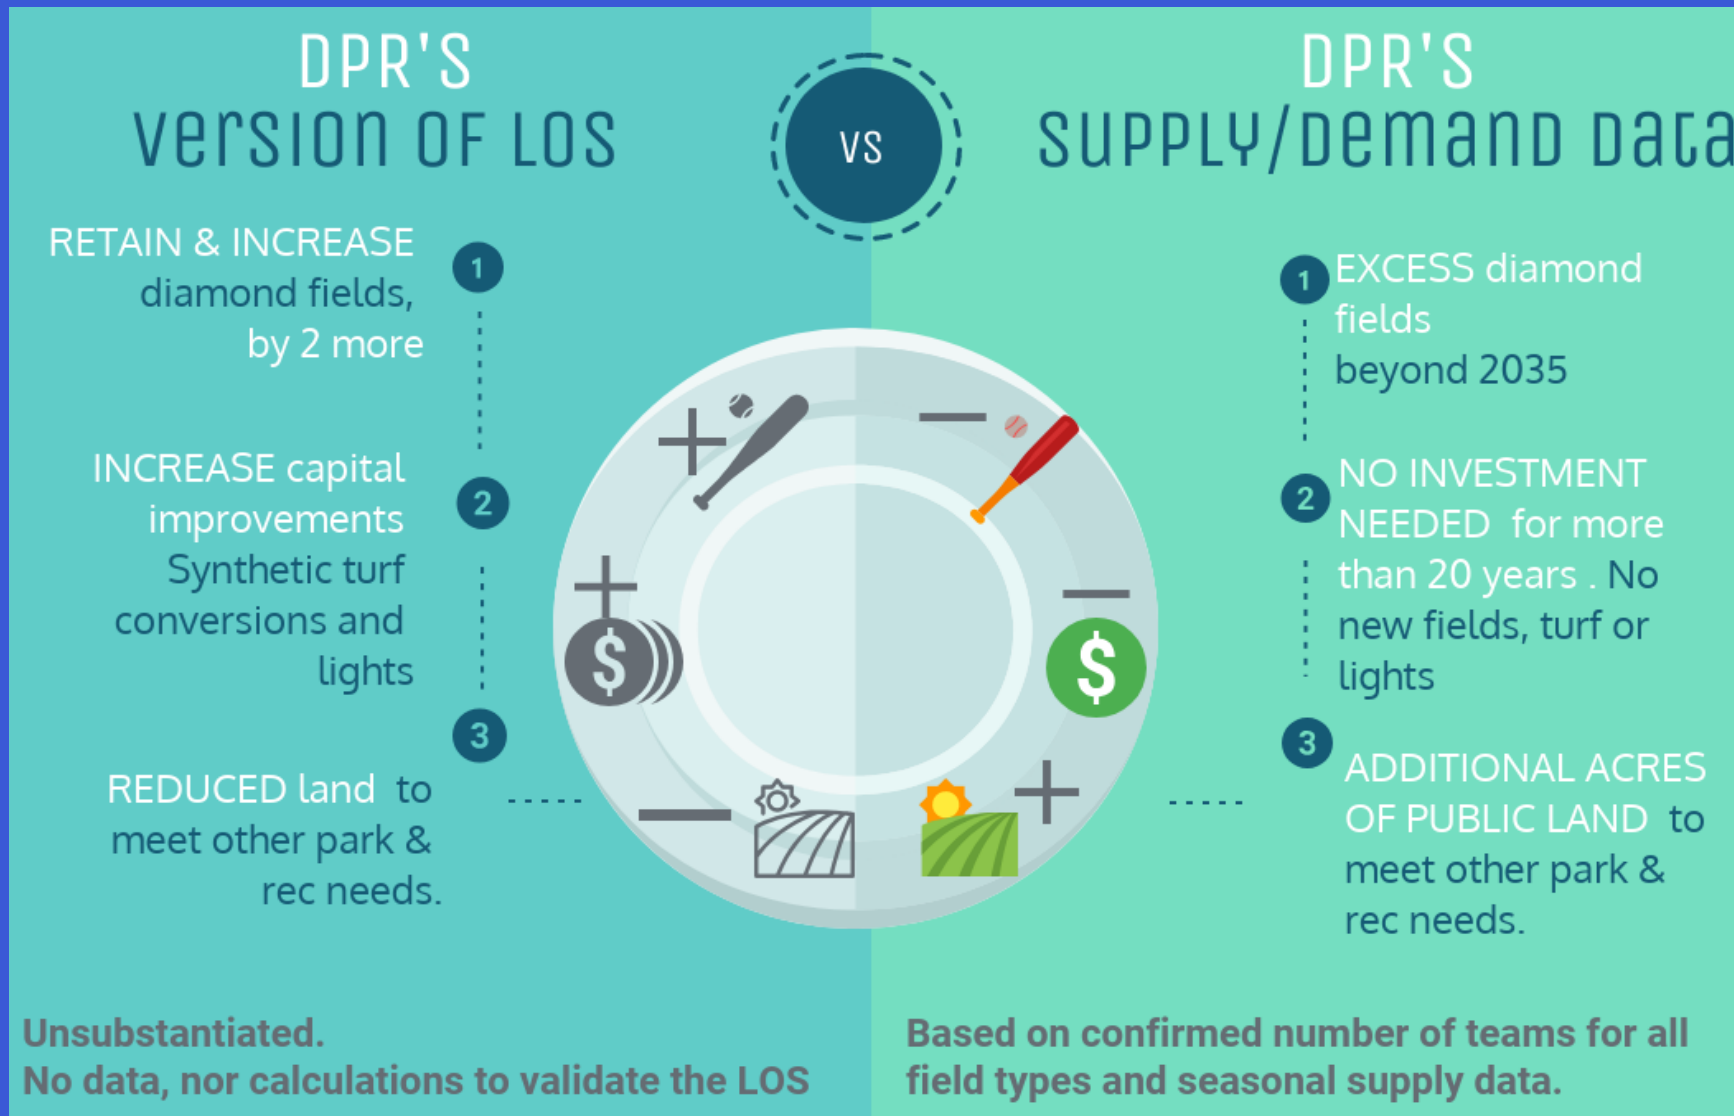 DPR'S
VERSION OF LOS
RETAIN & INCREASE
diamond fields,
by 2 more
1
INCREASE capital
improvements
Synthetic turf
conversions and
lights
2
3
REDUCED land to
meet other park &
rec needs.
Unsubstantiated.
No data, nor calculations to validate the LOS
VS
$
$
DPR'S
SUPPLY/DEMAND DATA
1
EXCESS diamond
fields
beyond 2035
2
NO INVESTMENT
NEEDED for more
than 20 years . No
new fields, turf or
lights
3
ADDITIONAL ACRES
OF PUBLIC LAND to
meet other park &
rec needs.
Based on confirmed number of teams for all
field types and seasonal supply data.